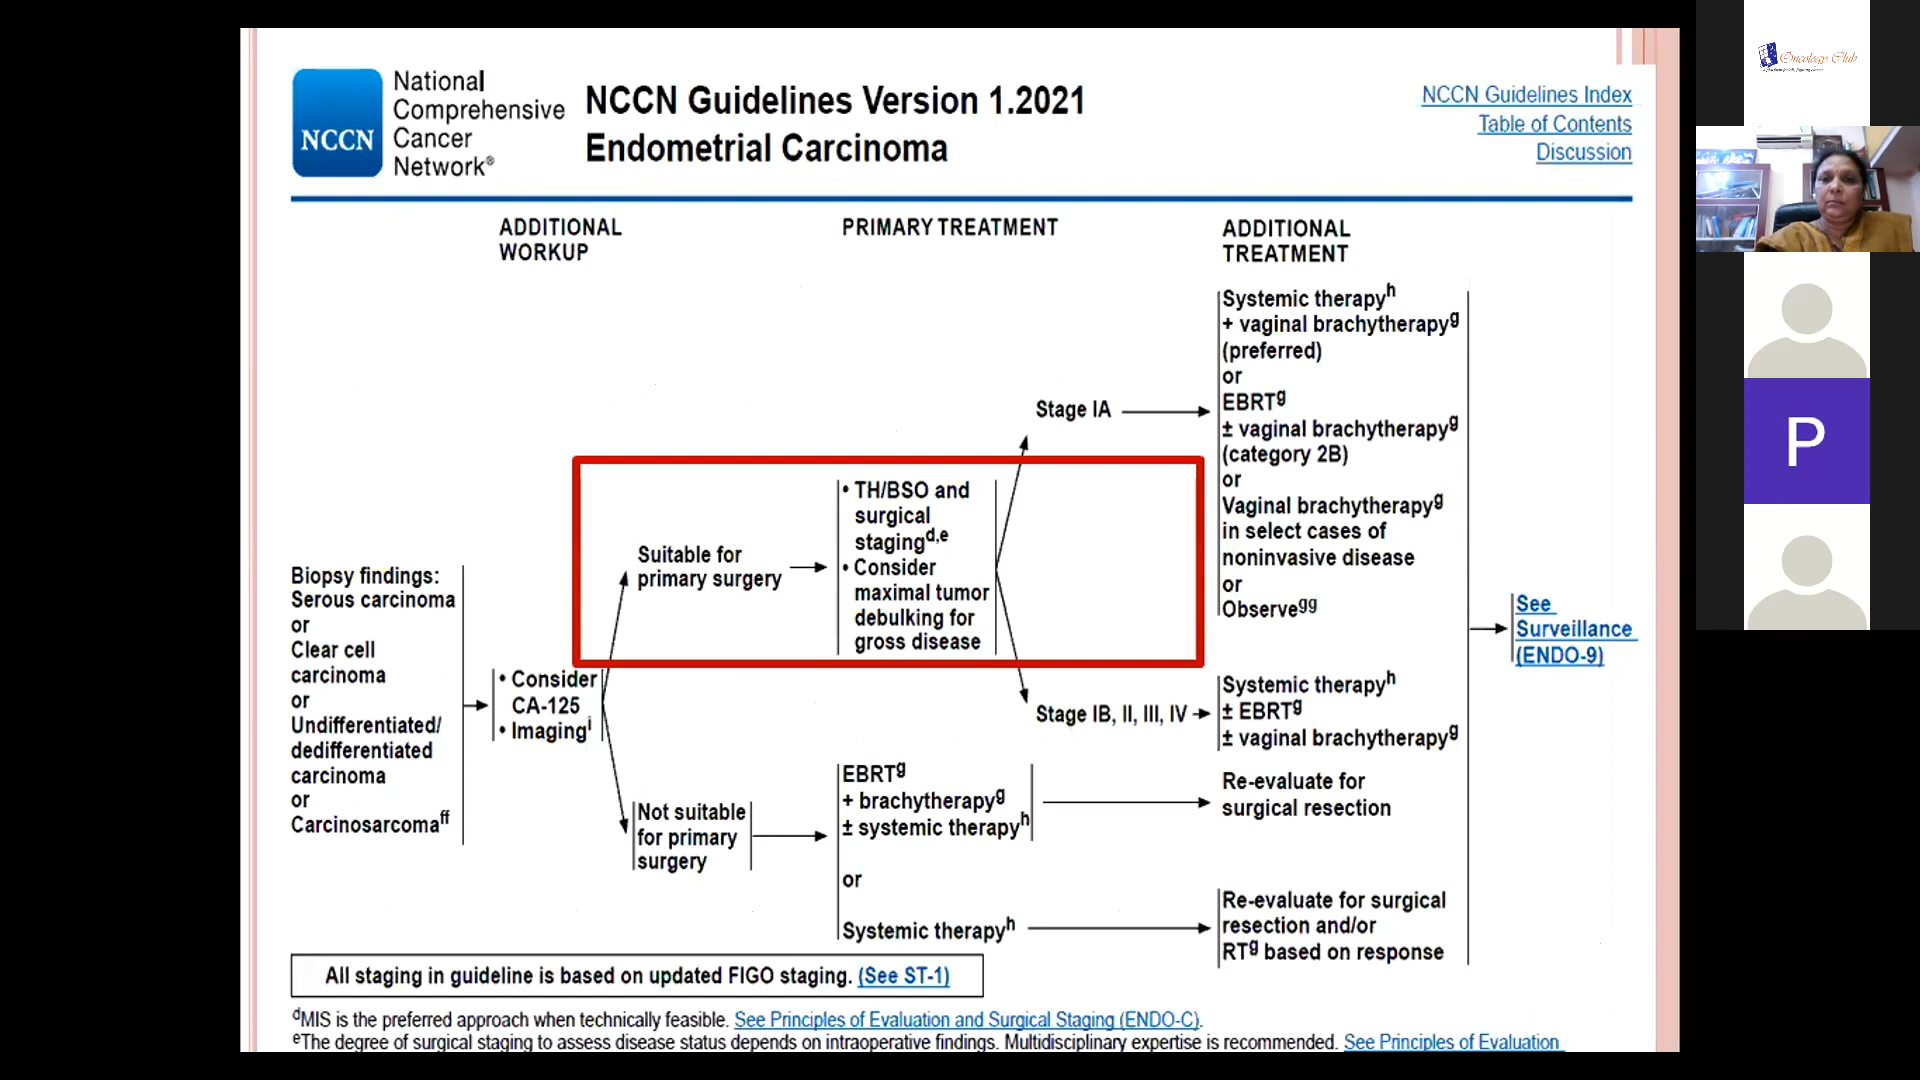 National
Comprehensive
Cancer
Network®
NCCN
NCCN Guidelines Version 1.2021
Endometrial Carcinoma
NCCN Guidelines Index
Table of Contents
Discussion
ADDITIONAL
WORKUP
PRIMARY TREATMENT
ADDITIONAL
TREATMENT
Biopsy findings:
Serous carcinoma
or
Clear cell
carcinoma
or
Undifferentiated/
dedifferentiated
carcinoma
or
Carcinosarcomaff
• Consider
CA-125
• Imagingi
Suitable for
primary surgery
• TH/BSO and
surgical
stagingd,e
• Consider
maximal tumor
debulking for
gross disease
Stage IA
Systemic therapyh
+ vaginal brachytherapyg
(preferred)
or
EBRTg
± vaginal brachytherapyg
(category 2B)
or
Vaginal brachytherapyg
in select cases of
noninvasive disease
or
Observegg
Stage IB, II, III, IV
Systemic therapyh
± EBRTg
± vaginal brachytherapyg
Not suitable
for primary
surgery
EBRTg
+ brachytherapyg
± systemic therapyh
or
Systemic therapyh
Re-evaluate for
surgical resection
Re-evaluate for surgical
resection and/or
RTg based on response
See
Surveillance
(ENDO-9)
All staging in guideline is based on updated FIGO staging. (See ST-1)
dMIS is the preferred approach when technically feasible. See Principles of Evaluation and Surgical Staging (ENDO-C).
eThe degree of surgical staging to assess disease status depends on intraoperative findings. Multidisciplinary expertise is recommended. See Principles of Evaluation
Oncology Club
P